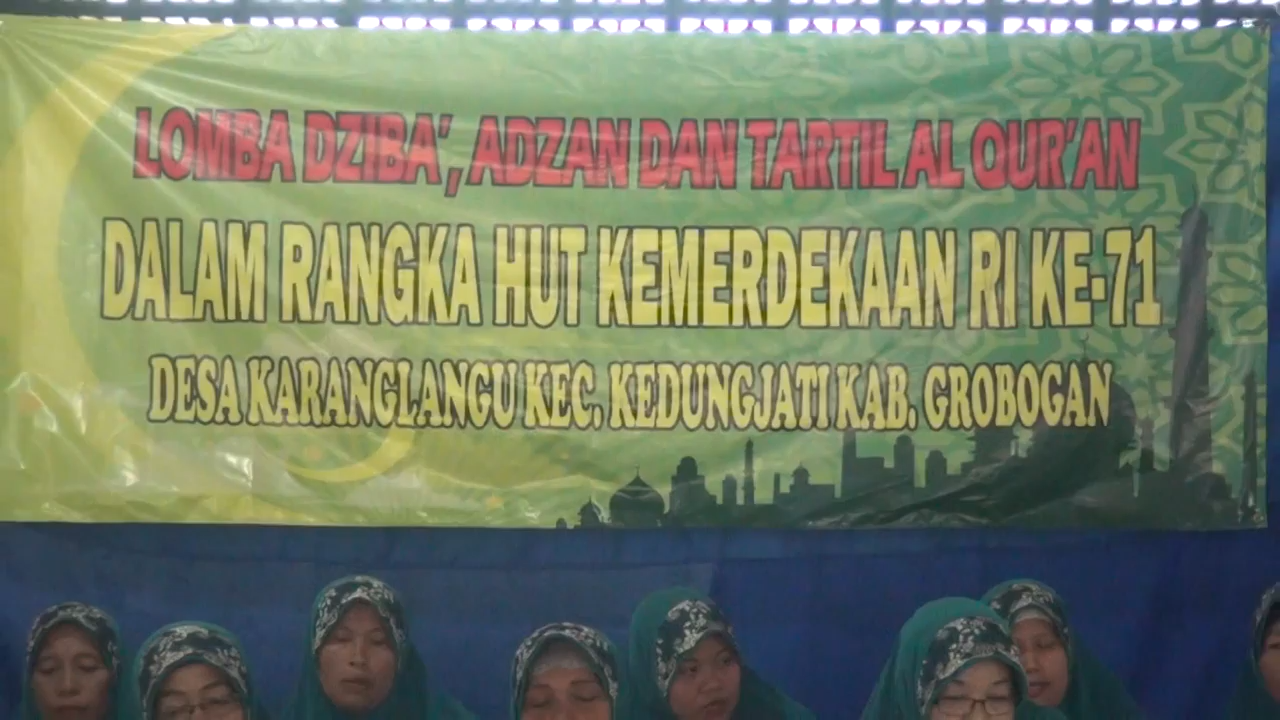 LOMBA DZIBA', ADZAN DAN TARTIL AL QUR'AN
DALAM RANGKA HUT KEMERDEKAAN RI KE-71
DESA KARANGLANGU KEC. KEDUNGJATI KAB. GROBOGAN